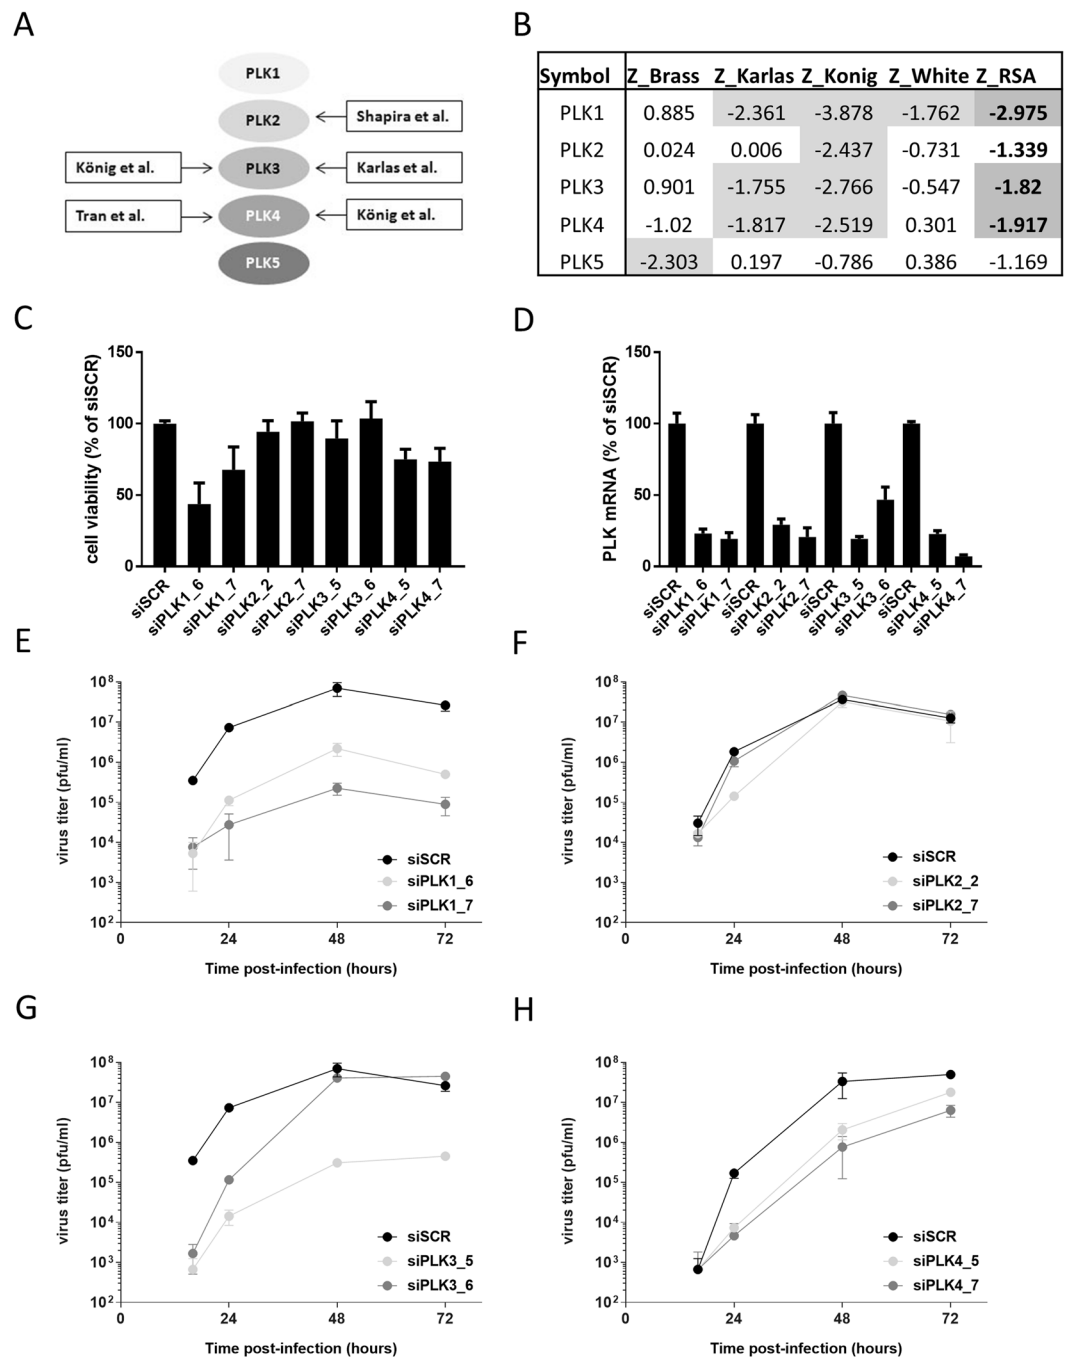 A
PLK1
PLK2
Shapira et al.
König et al.
PLK3
Karlas et al.
Tran et al.
PLK4
König et al.
PLK5
B
Symbol Z_Brass Z_Karlas Z_Konig Z_White Z_RSA
PLK1 0.885 -2.361 -3.878 -1.762 -2.975
PLK2 0.024 0.006 -2.437 -0.731 -1.339
PLK3 0.901 -1.755 -2.766 -0.547 -1.82
PLK4 -1.02 -1.817 -2.519 0.301 -1.917
PLK5 -2.303 0.197 -0.786 0.386 -1.169
C
cell viability (% of siSCR)
150
100
50
0
siSCR siPLK1_6 siPLK1_7 siPLK2_2 siPLK2_7 siPLK3_5 siPLK3_6 siPLK4_5 siPLK4_7
D
PLK mRNA (% of siSCR)
150
100
50
0
siSCR siPLK1_6 siPLK1_7 siSCR siPLK2_2 siPLK2_7 siSCR siPLK3_5 siPLK3_6 siSCR siPLK4_5 siPLK4_7
E
virus titer (pfu/ml)
10⁸
10⁷
10⁶
10⁵
10⁴
10³
10²
siSCR
siPLK1_6
siPLK1_7
0 24 48 72
Time post-infection (hours)
F
virus titer (pfu/ml)
10⁸
10⁷
10⁶
10⁵
10⁴
10³
10²
siSCR
siPLK2_2
siPLK2_7
0 24 48 72
Time post-infection (hours)
G
virus titer (pfu/ml)
10⁸
10⁷
10⁶
10⁵
10⁴
10³
10²
siSCR
siPLK3_5
siPLK3_6
0 24 48 72
Time post-infection (hours)
H
virus titer (pfu/ml)
10⁸
10⁷
10⁶
10⁵
10⁴
10³
10²
siSCR
siPLK4_5
siPLK4_7
0 24 48 72
Time post-infection (hours)